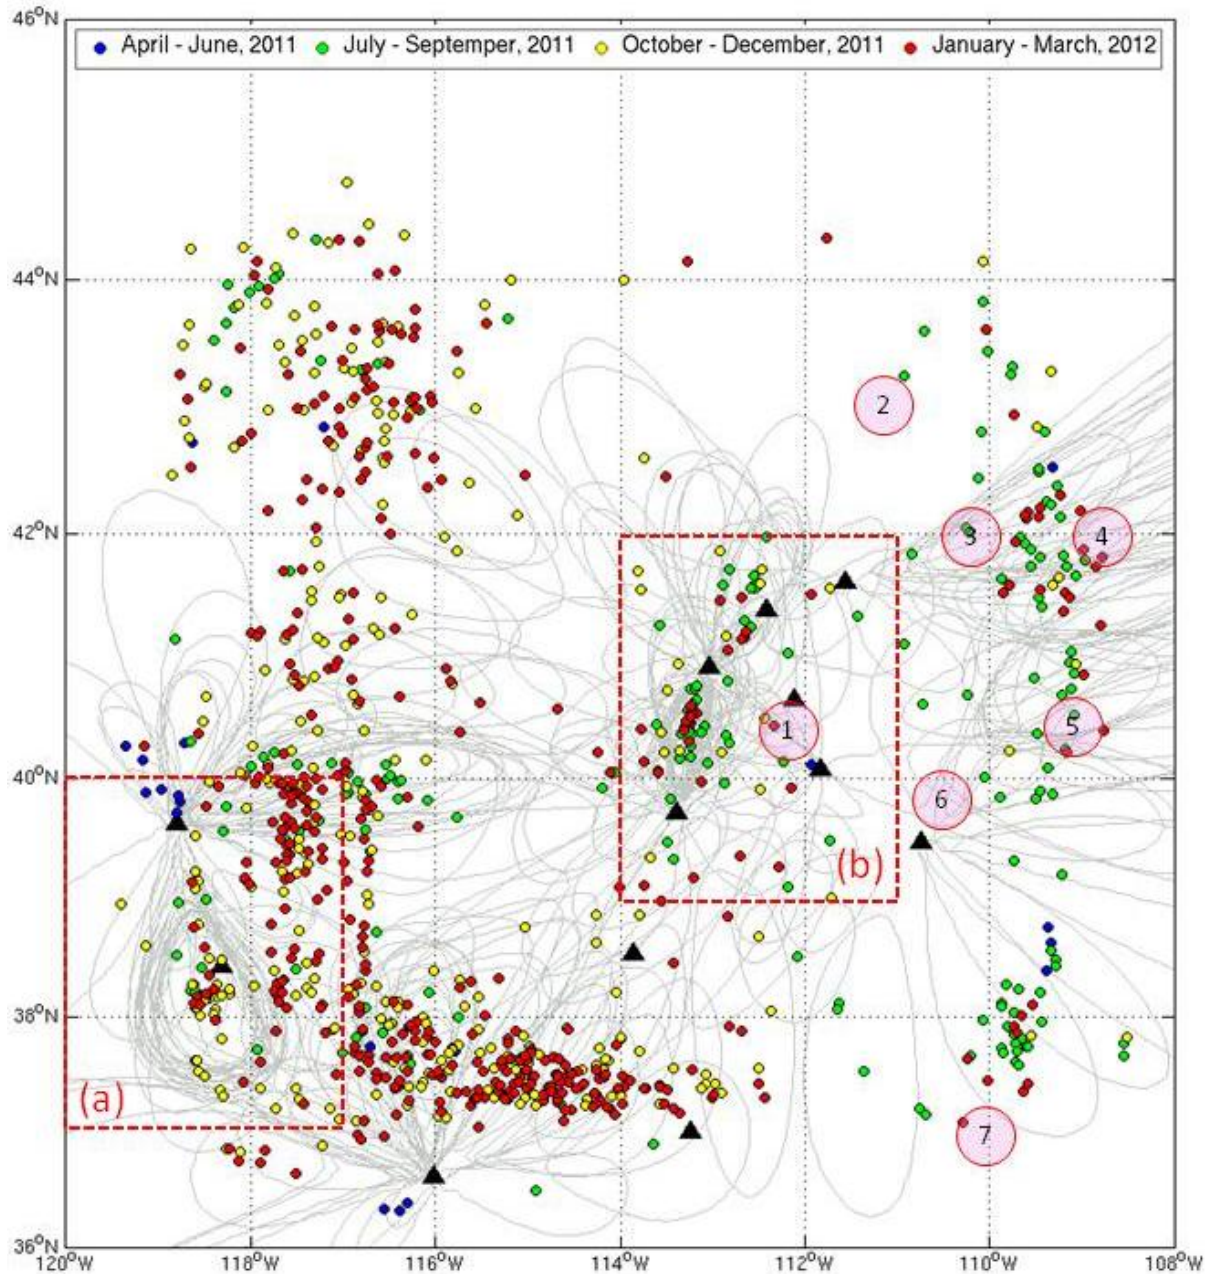 46°N
April - June, 2011 July - Septemper, 2011 October - December, 2011 January - March, 2012
44°N
2
42°N
3 4
1 5
40°N
6
(b)
38°N
(a)
7
36°N
120°W 118°W 116°W 114°W 112°W 110°W 108°W